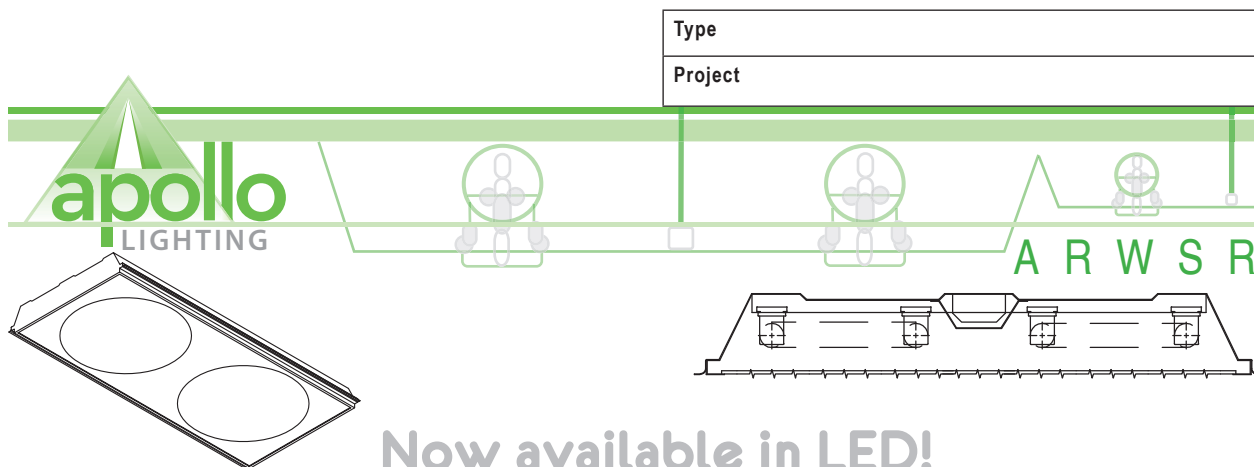 Type
Project
apollo
LIGHTING
A R W S R
Now available in LED!